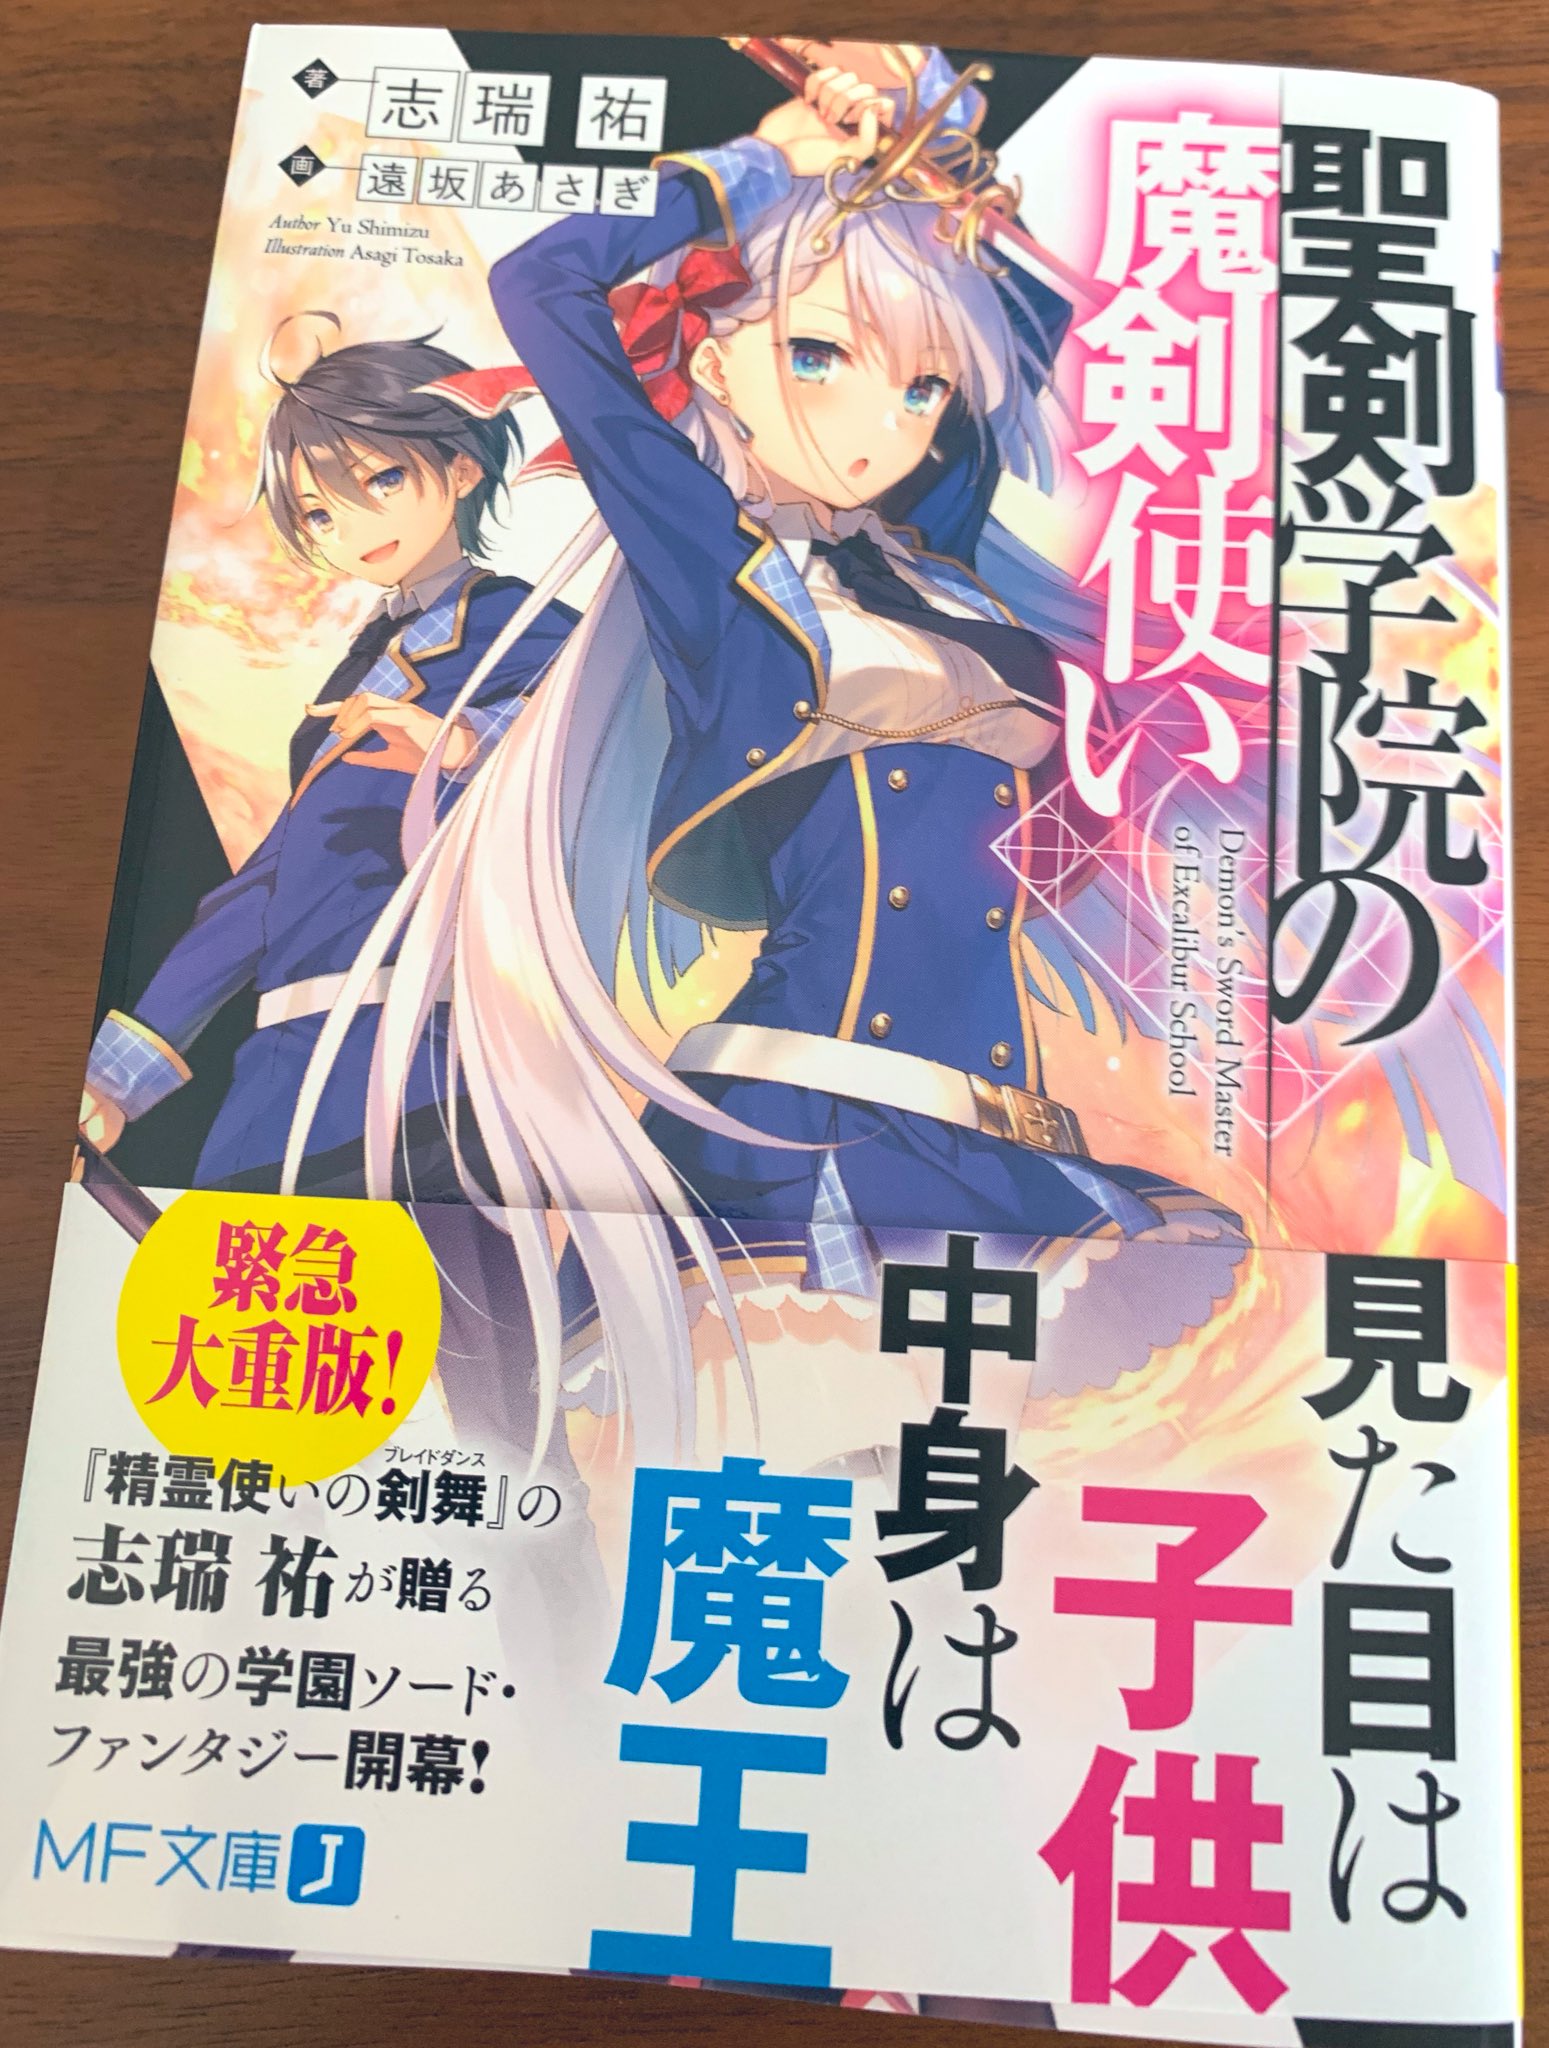 著 志瑞 祐
画 遠坂あさぎ
Author Yu Shimizu
Illustration Asagi Tosaka
聖剣学院の
魔剣使い
Demon's Sword Master
of Excalibur School
見た目は
子供
中身は
魔王
緊急
大重版!
『精霊使いの剣舞』の
ブレイドダンス
志瑞 祐が贈る
最強の学園ソード・
ファンタジー開幕!
MF文庫J